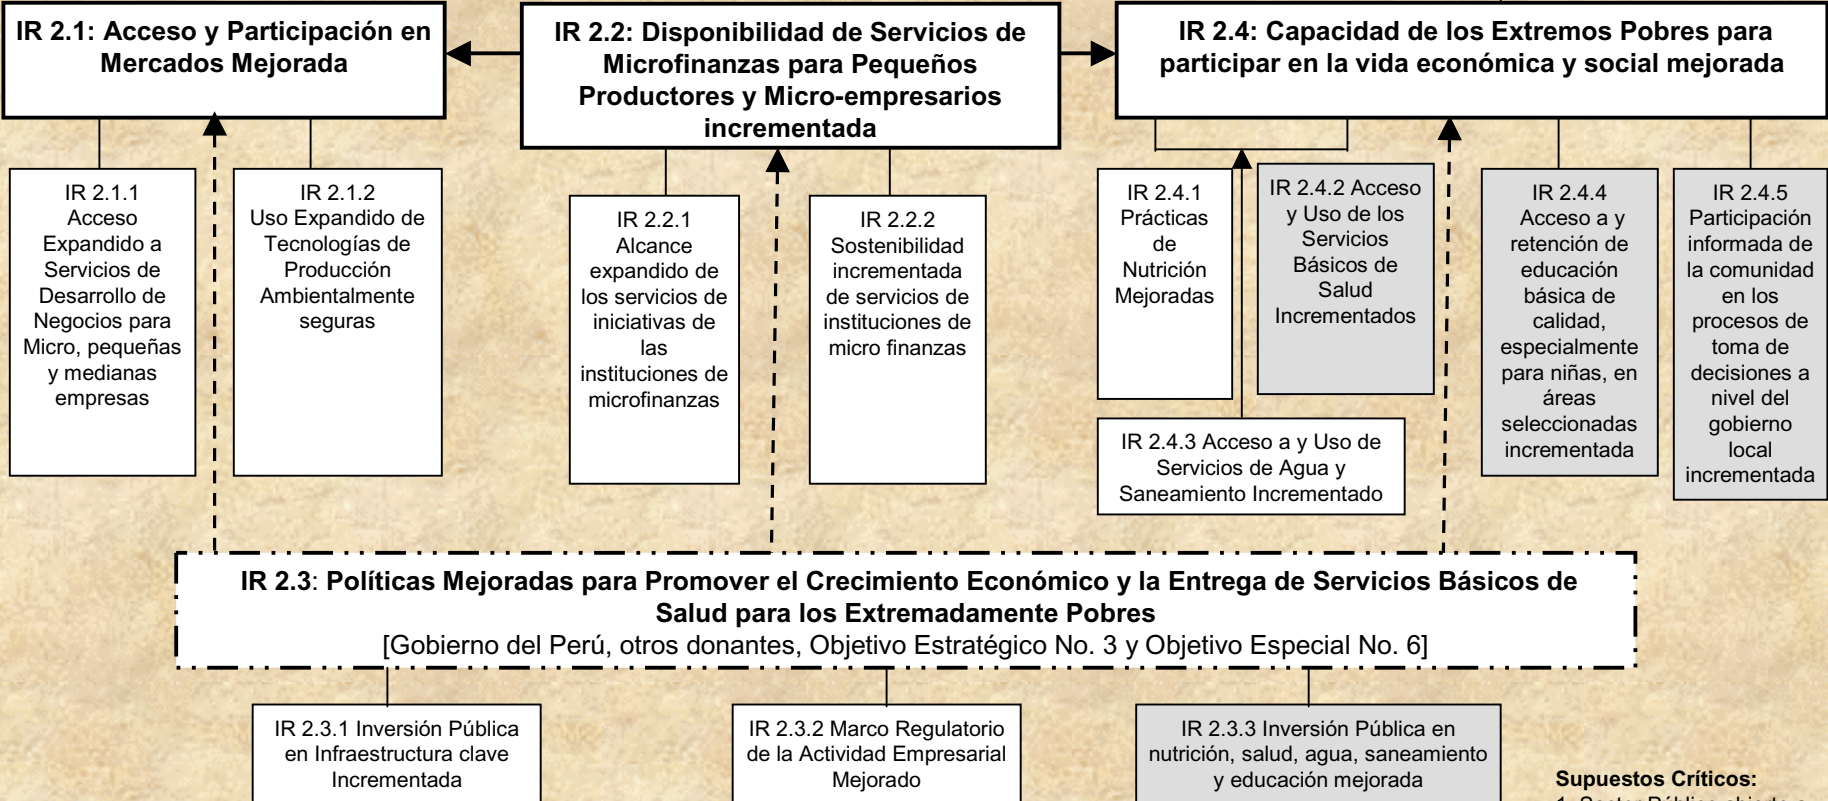 IR 2.1: Acceso y Participación en
Mercados Mejorada
IR 2.2: Disponibilidad de Servicios de
Microfinanzas para Pequeños
Productores y Micro-empresarios
incrementada
IR 2.4: Capacidad de los Extremos Pobres para
participar en la vida económica y social mejorada
IR 2.1.1
Acceso
Expandido a
Servicios de
Desarrollo de
Negocios para
Micro, pequeñas
y medianas
empresas
IR 2.1.2
Uso Expandido de
Tecnologías de
Producción
Ambientalmente
seguras
IR 2.2.1
Alcance
expandido de
los servicios de
iniciativas de
las
instituciones de
microfinanzas
IR 2.2.2
Sostenibilidad
incrementada
de servicios de
instituciones de
micro finanzas
IR 2.4.1
Prácticas
de
Nutrición
Mejoradas
IR 2.4.2 Acceso
y Uso de los
Servicios
Básicos de
Salud
Incrementados
IR 2.4.3 Acceso a y Uso de
Servicios de Agua y
Saneamiento Incrementado
IR 2.4.4
Acceso a y
retención de
educación
básica de
calidad,
especialmente
para niñas, en
áreas
seleccionadas
incrementada
IR 2.4.5
Participación
informada de
la comunidad
en los
procesos de
toma de
decisiones a
nivel del
gobierno
local
incrementada
IR 2.3: Políticas Mejoradas para Promover el Crecimiento Económico y la Entrega de Servicios Básicos de
Salud para los Extremadamente Pobres
[Gobierno del Perú, otros donantes, Objetivo Estratégico No. 3 y Objetivo Especial No. 6]
IR 2.3.1 Inversión Pública
en Infraestructura clave
Incrementada
IR 2.3.2 Marco Regulatorio
de la Actividad Empresarial
Mejorado
IR 2.3.3 Inversión Pública en
nutrición, salud, agua, saneamiento
y educación mejorada
Supuestos Críticos: